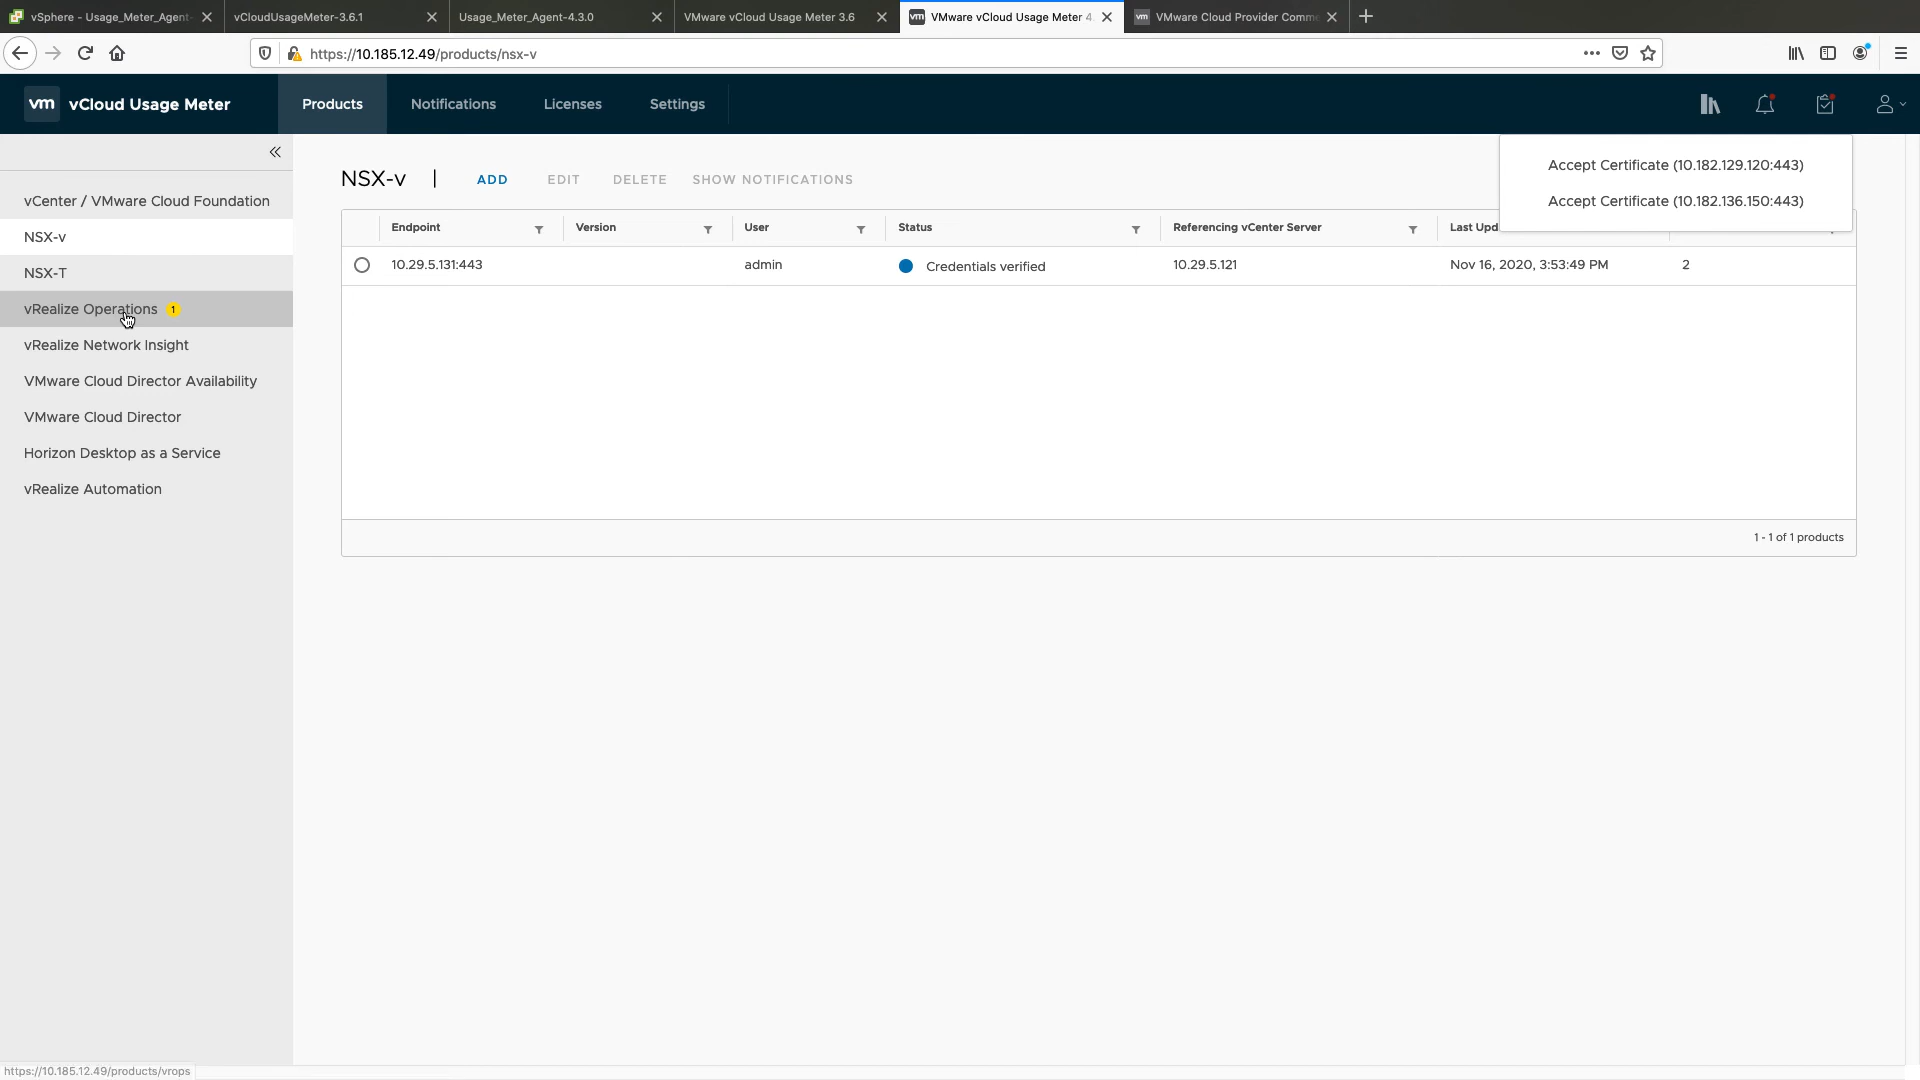 vSphere - Usage_Meter_Agent-
vCloudUsageMeter-3.6.1
Usage_Meter_Agent-4.3.0
VMware vCloud Usage Meter 3.6
vm VMware vCloud Usage Meter 4.
vm VMware Cloud Provider Comme
https://10.185.12.49/products/nsx-v
vm vCloud Usage Meter
Products
Notifications
Licenses
Settings
Accept Certificate (10.182.129.120:443)
Accept Certificate (10.182.136.150:443)
vCenter / VMware Cloud Foundation
NSX-v
NSX-T
vRealize Operations 1
vRealize Network Insight
VMware Cloud Director Availability
VMware Cloud Director
Horizon Desktop as a Service
vRealize Automation
NSX-v | ADD EDIT DELETE SHOW NOTIFICATIONS
Endpoint Version User Status Referencing vCenter Server Last Upd
10.29.5.131:443 admin Credentials verified 10.29.5.121 Nov 16, 2020, 3:53:49 PM 2
1 - 1 of 1 products
https://10.185.12.49/products/vrops